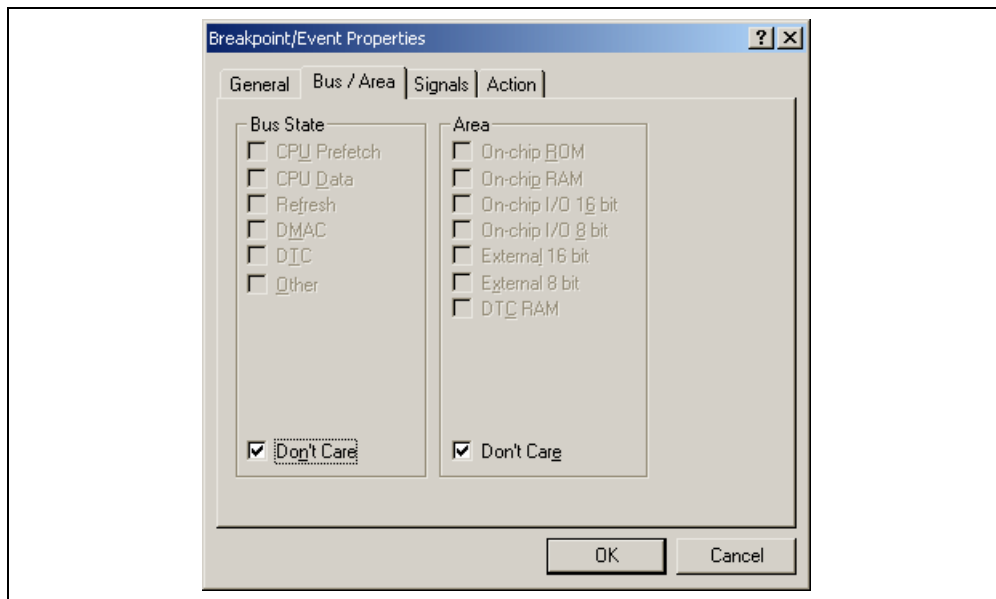 Breakpoint/Event Properties
General Bus / Area Signals Action
Bus State
CPU Prefetch
CPU Data
Refresh
DMAC
DTC
Other
Don't Care
Area
On-chip ROM
On-chip RAM
On-chip I/O 16 bit
On-chip I/O 8 bit
External 16 bit
External 8 bit
DTC RAM
Don't Care
OK Cancel